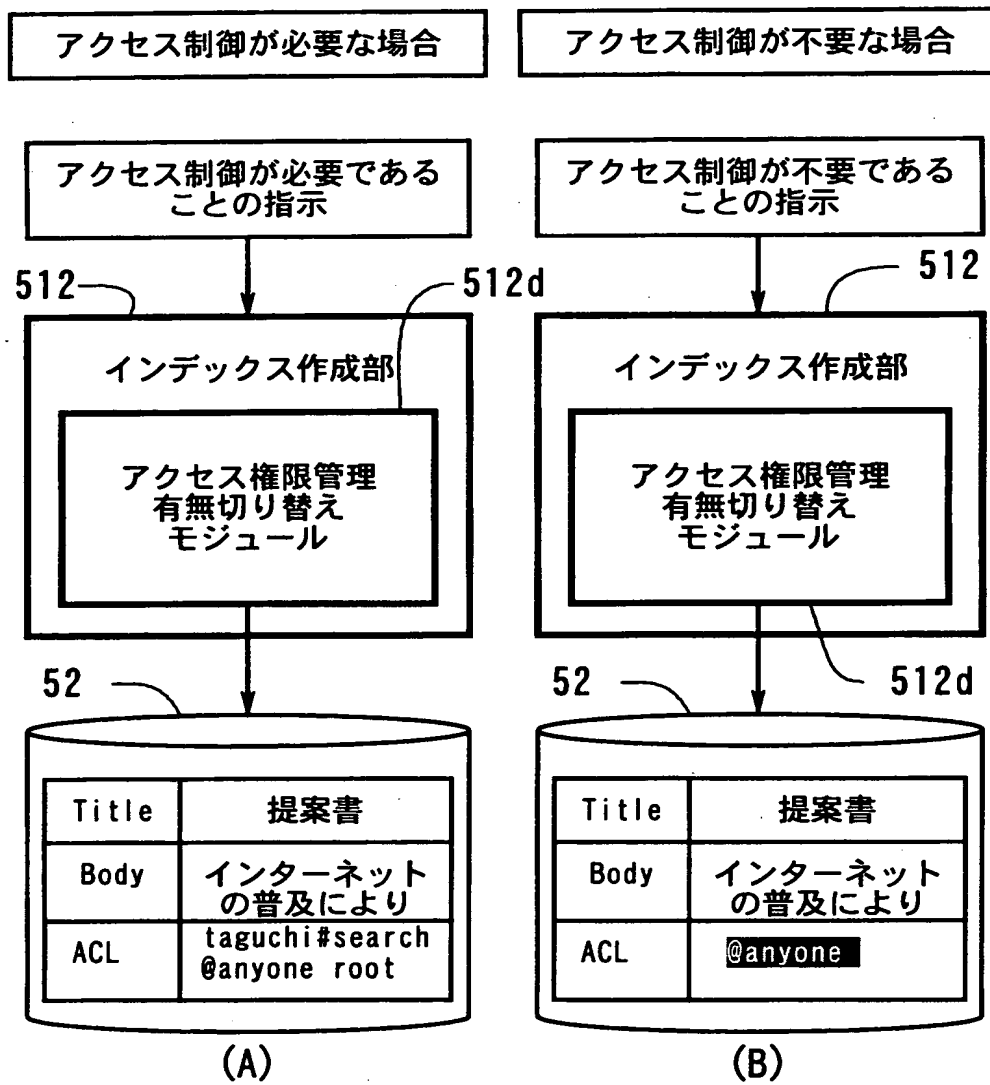 アクセス制御が必要な場合
アクセス制御が必要である
ことの指示
512
512d
インデックス作成部
アクセス権限管理
有無切り替え
モジュール
52
Title
提案書
Body
インターネット
の普及により
ACL
taguchi#search
@anyone root
(A)
アクセス制御が不要な場合
アクセス制御が不要である
ことの指示
512
インデックス作成部
アクセス権限管理
有無切り替え
モジュール
512d
52
Title
提案書
Body
インターネット
の普及により
ACL
@anyone
(B)